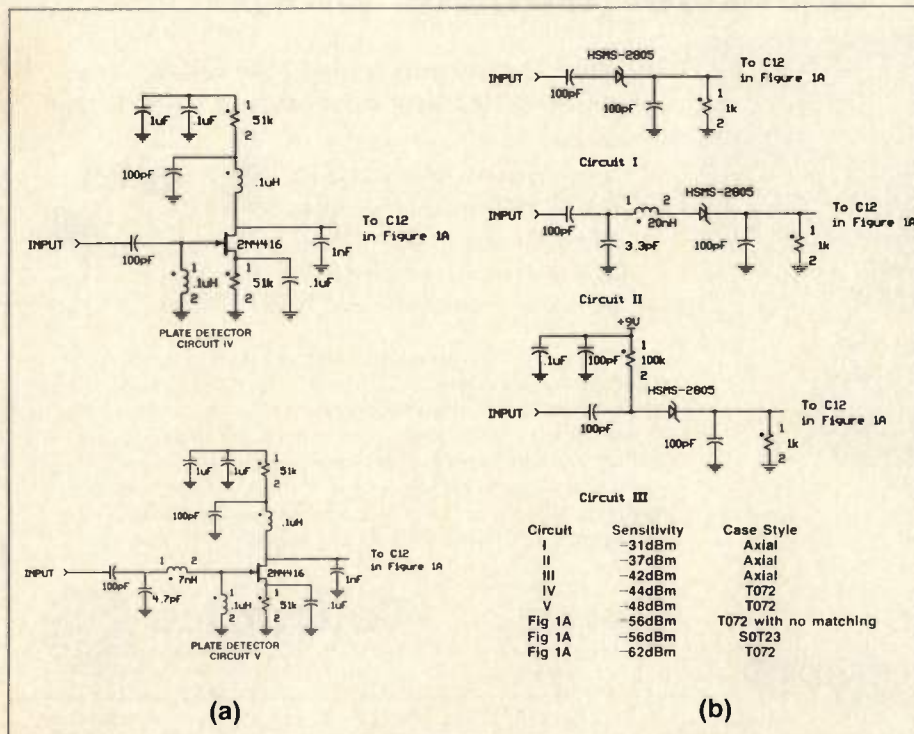 .1uF
.1uF
1
51k
2
100pF
.1uH
To C12
in Figure 1A
INPUT
100pF
2N4416
1nF
1
.1uH
2
1
51k
2
.1uF
PLATE DETECTOR
CIRCUIT IV
.1uF
.1uF
1
51k
2
100pF
.1uH
To C12
in Figure 1A
INPUT
100pF
4.7pF
1
2
7nH
2N4416
1nF
1
.1uH
2
1
51k
2
.1uF
PLATE DETECTOR
CIRCUIT V
(a)
HSMS-2805
INPUT
100pF
100pF
1
1k
2
To C12
in Figure 1A
Circuit I
HSMS-2805
INPUT
100pF
3.3pF
1
2
20nH
100pF
1
1k
2
To C12
in Figure 1A
Circuit II
+9V
.1uF
100pF
1
100k
2
HSMS-2805
INPUT
100pF
100pF
1
1k
2
To C12
in Figure 1A
Circuit III
Circuit Sensitivity Case Style
I −31dBm Axial
II −37dBm Axial
III −42dBm Axial
IV −44dBm T072
V −48dBm T072
Fig 1A −56dBm T072 with no matching
Fig 1A −56dBm SOT23
Fig 1A −62dBm T072
(b)